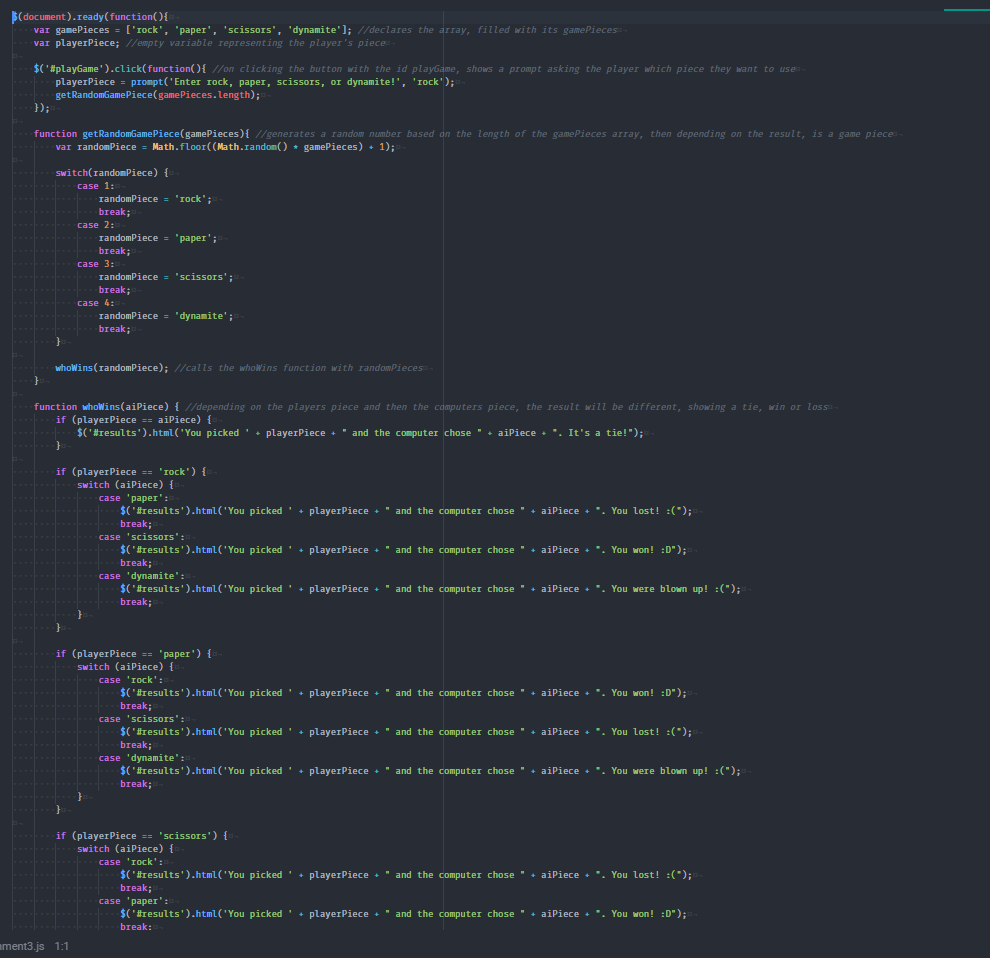 $(document).ready(function(){
var gamePieces = ['rock', 'paper', 'scissors', 'dynamite']; //declares the array, filled with its gamePieces
var playerPiece; //empty variable representing the player's piece
$('#playGame').click(function(){ //on clicking the button with the id playGame, shows a prompt asking the player which piece they want to use
playerPiece = prompt('Enter rock, paper, scissors, or dynamite!', 'rock');
getRandomGamePiece(gamePieces.length);
});
function getRandomGamePiece(gamePieces){ //generates a random number based on the length of the gamePieces array, then depending on the result, is a game piece
var randomPiece = Math.floor((Math.random() * gamePieces) + 1);
switch(randomPiece) {
case 1:
randomPiece = 'rock';
break;
case 2:
randomPiece = 'paper';
break;
case 3:
randomPiece = 'scissors';
break;
case 4:
randomPiece = 'dynamite';
break;
}
whoWins(randomPiece); //calls the whoWins function with randomPieces
}
function whoWins(aiPiece) { //depending on the players piece and then the computers piece, the result will be different, showing a tie, win or loss
if (playerPiece == aiPiece) {
$('#results').html('You picked ' + playerPiece + " and the computer chose " + aiPiece + ". It's a tie!");
}
if (playerPiece == 'rock') {
switch (aiPiece) {
case 'paper':
$('#results').html('You picked ' + playerPiece + " and the computer chose " + aiPiece + ". You lost! :(");
break;
case 'scissors':
$('#results').html('You picked ' + playerPiece + " and the computer chose " + aiPiece + ". You won! :D");
break;
case 'dynamite':
$('#results').html('You picked ' + playerPiece + " and the computer chose " + aiPiece + ". You were blown up! :(");
break;
}
}
if (playerPiece == 'paper') {
switch (aiPiece) {
case 'rock':
$('#results').html('You picked ' + playerPiece + " and the computer chose " + aiPiece + ". You won! :D");
break;
case 'scissors':
$('#results').html('You picked ' + playerPiece + " and the computer chose " + aiPiece + ". You lost! :(");
break;
case 'dynamite':
$('#results').html('You picked ' + playerPiece + " and the computer chose " + aiPiece + ". You were blown up! :(");
break;
}
}
if (playerPiece == 'scissors') {
switch (aiPiece) {
case 'rock':
$('#results').html('You picked ' + playerPiece + " and the computer chose " + aiPiece + ". You lost! :(");
break;
case 'paper':
$('#results').html('You picked ' + playerPiece + " and the computer chose " + aiPiece + ". You won! :D");
break;
nment3.js 1:1